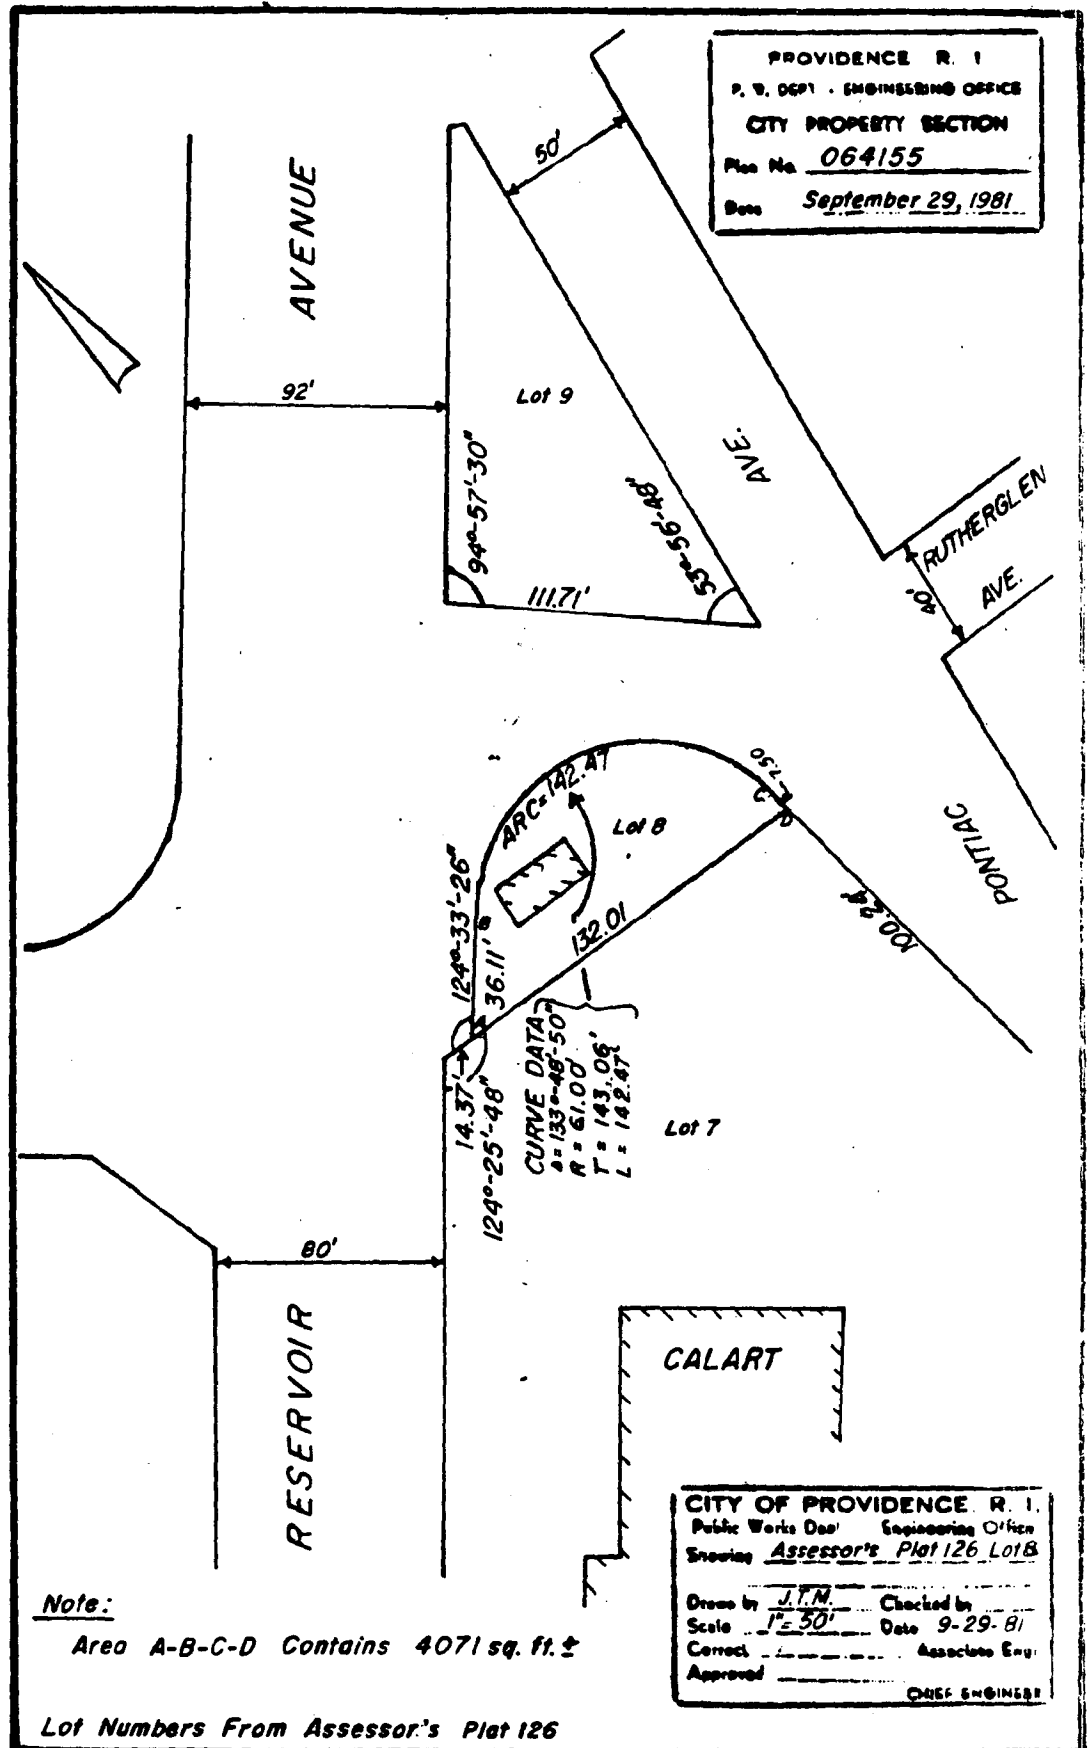 PROVIDENCE R. I
P. W. DEPT - ENGINEERING OFFICE
CITY PROPERTY SECTION
Plan No. 064155
Date September 29, 1981
50'
AVENUE
92'
Lot 9
AVE.
94°-57'-30"
53°-56'-48"
111.71'
RUTHERGLEN
AVE.
40'
PONTIAC
ARC=142.47
Lot 8
124°-33'-26"
B
36.11'
132.01
100.24'
14.37'
124°-25'-48"
CURVE DATA
Δ=133°-48'-50"
R = 61.00'
T = 143.06'
L = 142.47'
Lot 7
80'
RESERVOIR
CALART
CITY OF PROVIDENCE R. I.
Public Works Dep' Engineering Office
Showing Assessor's Plat 126 Lot 8
Drawn by J.T.M. Checked by
Scale 1"=50' Date 9-29-81
Correct Associate Engr
Approved
CHIEF ENGINEER
Note:
Area A-B-C-D Contains 4071 sq. ft. ±
Lot Numbers From Assessor's Plat 126